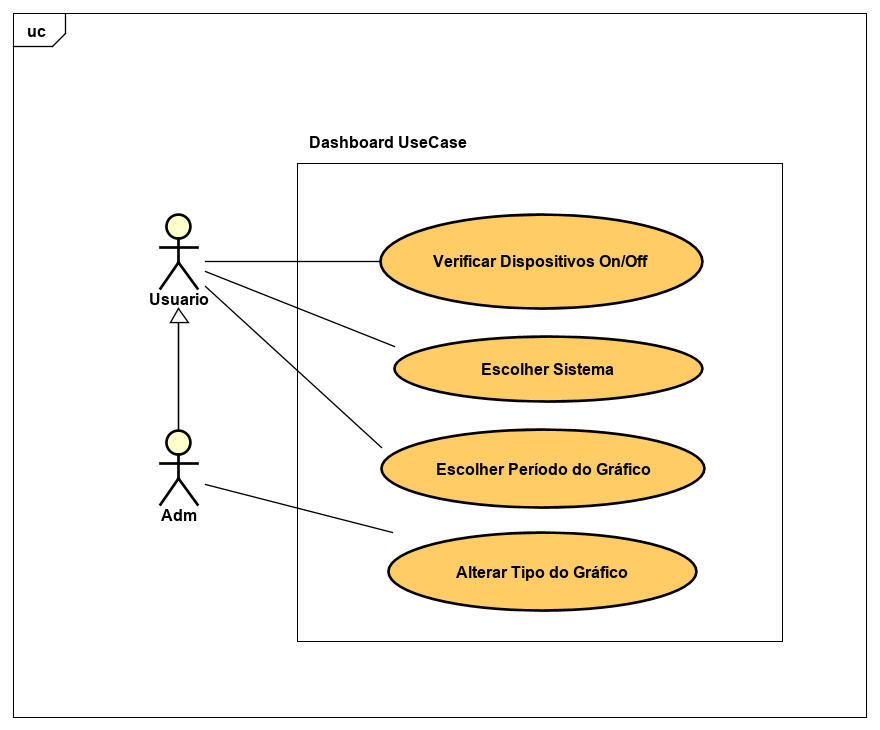 uc
Dashboard UseCase
Usuario
Verificar Dispositivos On/Off
Escolher Sistema
Escolher Período do Gráfico
Adm
Alterar Tipo do Gráfico